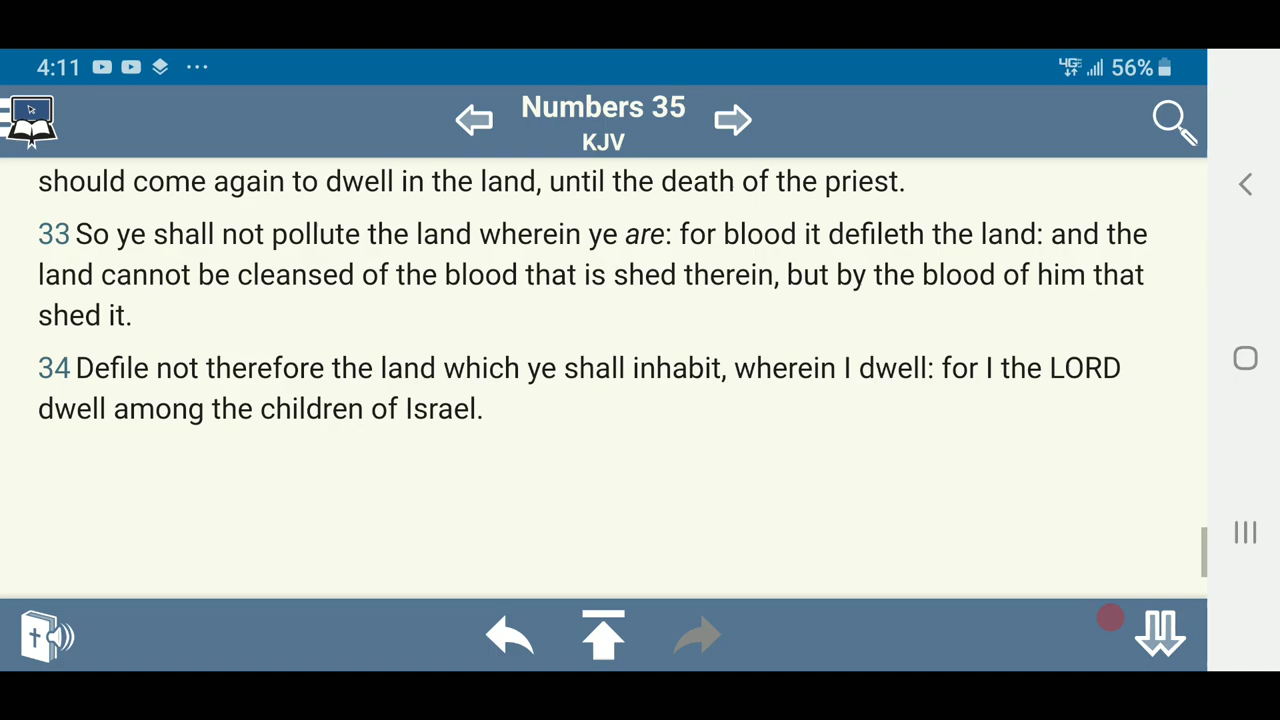 4:11 ... 4G 56%
Numbers 35
KJV
should come again to dwell in the land, until the death of the priest.
33 So ye shall not pollute the land wherein ye are: for blood it defileth the land: and the
land cannot be cleansed of the blood that is shed therein, but by the blood of him that
shed it.
34 Defile not therefore the land which ye shall inhabit, wherein I dwell: for I the LORD
dwell among the children of Israel.